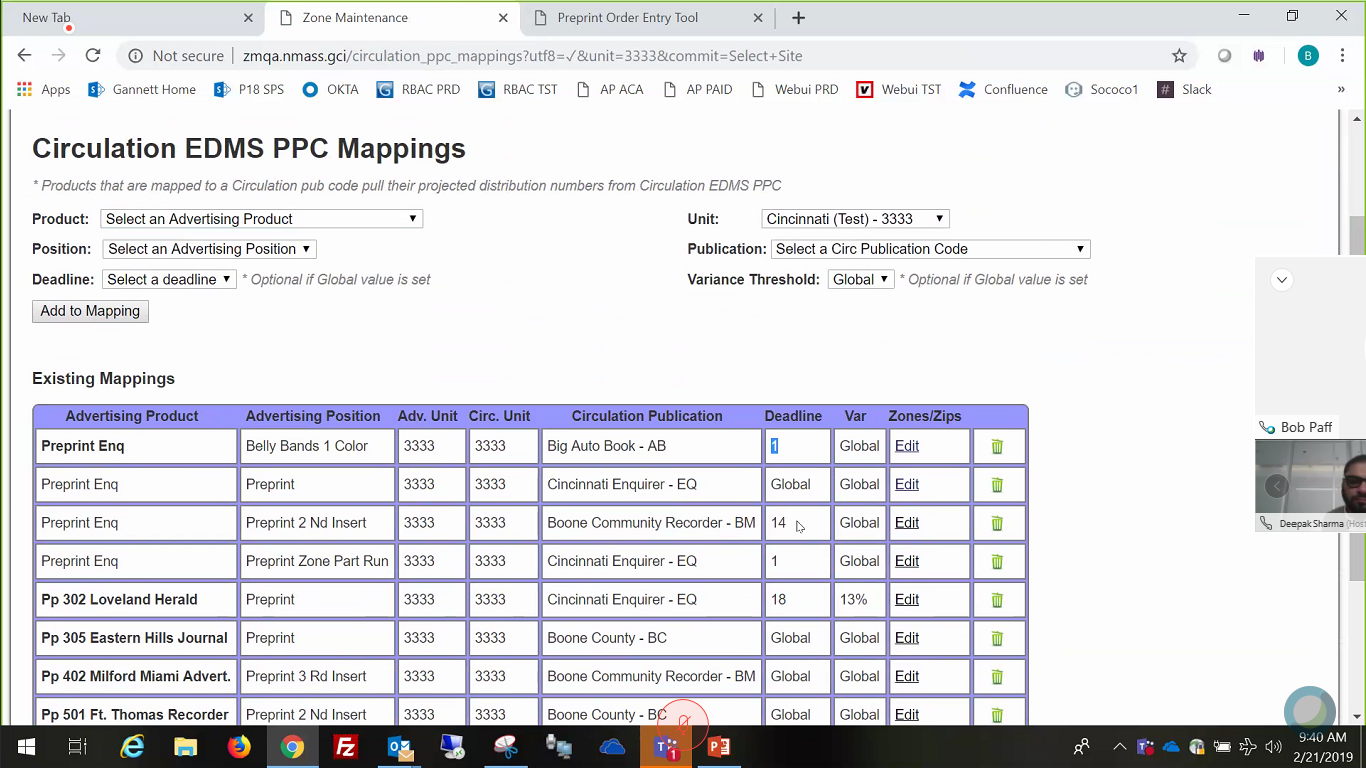 New Tab
Zone Maintenance
Preprint Order Entry Tool
Not secure
zmqa.nmass.gci/circulation_ppc_mappings?utf8=✓&unit=3333&commit=Select+Site
B
Apps
Gannett Home
P18 SPS
OKTA
RBAC PRD
RBAC TST
AP ACA
AP PAID
Webui PRD
Webui TST
Confluence
Sococo1
Slack
»
Circulation EDMS PPC Mappings
* Products that are mapped to a Circulation pub code pull their projected distribution numbers from Circulation EDMS PPC
Product: Select an Advertising Product
Unit: Cincinnati (Test) - 3333
Position: Select an Advertising Position
Publication: Select a Circ Publication Code
Deadline: Select a deadline * Optional if Global value is set
Variance Threshold: Global * Optional if Global value is set
Add to Mapping
Existing Mappings
Advertising Product Advertising Position Adv. Unit Circ. Unit Circulation Publication Deadline Var Zones/Zips
Preprint Enq Belly Bands 1 Color 3333 3333 Big Auto Book - AB 1 Global Edit
Preprint Enq Preprint 3333 3333 Cincinnati Enquirer - EQ Global Global Edit
Preprint Enq Preprint 2 Nd Insert 3333 3333 Boone Community Recorder - BM 14 Global Edit
Preprint Enq Preprint Zone Part Run 3333 3333 Cincinnati Enquirer - EQ 1 Global Edit
Pp 302 Loveland Herald Preprint 3333 3333 Cincinnati Enquirer - EQ 18 13% Edit
Pp 305 Eastern Hills Journal Preprint 3333 3333 Boone County - BC Global Global Edit
Pp 402 Milford Miami Advert. Preprint 3 Rd Insert 3333 3333 Boone Community Recorder - BM Global Global Edit
Pp 501 Ft. Thomas Recorder Preprint 2 Nd Insert 3333 3333 Boone County - BC Global Global Edit
Bob Paff
Deepak Sharma (Host
1
9:40 AM
2/21/2019